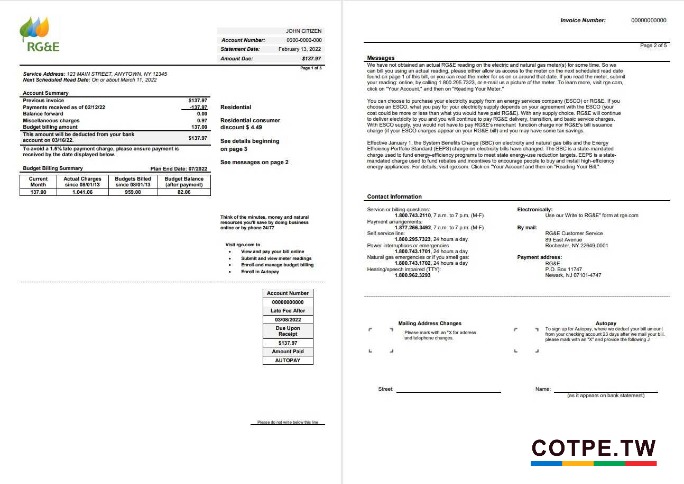 RG&E
JOHN CITIZEN
Account Number: 0000-0000-000
Statement Date: February 13, 2022
Amount Due: $137.97
Page 1 of 5
Service Address: 123 MAIN STREET, ANYTOWN, NY 12345
Next Scheduled Read Date: On or about March 11, 2022
Account Summary
Previous invoice $137.97
Payments received as of 02/12/22 -137.97
Balance forward 0.00
Miscellaneous charges 0.97
Budget billing amount 137.00
This amount will be deducted from your bank
account on 03/16/22. $137.97
To avoid a 1.5% late payment charge, please ensure payment is
received by the date displayed below.
Residential
Residential consumer
discount $ 4.49
See details beginning
on page 3
See messages on page 2
Budget Billing Summary Plan End Date: 07/2022
Current Month Actual Charges since 08/01/13 Budgets Billed since 08/01/13 Budget Balance (after payment)
137.00 1,041.06 959.00 82.06
Think of the minutes, money and natural
resources you'll save by doing business
online or by phone 24/7
Visit rge.com to
• View and pay your bill online
• Submit and view meter readings
• Enroll and manage budget billing
• Enroll in Autopay
Account Number
00000000000
Late Fee After
03/08/2022
Due Upon
Receipt
$137.97
Amount Paid
AUTOPAY
Please do not write below this line
Invoice Number: 00000000000
Page 2 of 5
Messages
We have not obtained an actual RG&E reading on the electric and natural gas meter(s) for some time. So we
can bill you using an actual reading, please either allow us access to the meter on the next scheduled read date
found on page 1 of this bill, or you can read the meter for us on or around that date. If you read the meter, submit
your reading online, by calling 1.800.295.7323, or e-mail us a picture of the meter. To learn more, visit rge.com,
click on "Your Account," and then on "Reading Your Meter."
You can choose to purchase your electricity supply from an energy services company (ESCO) or RG&E. If you
choose an ESCO, what you pay for your electricity supply depends on your agreement with the ESCO (your
cost could be more or less than what you would have paid RG&E). With any supply choice, RG&E will continue
to deliver electricity to you and you will continue to pay RG&E delivery, transition, and basic service charges.
With ESCO supply, you would not have to pay RG&E's merchant function charge nor RG&E's bill issuance
charge (if your ESCO charges appear on your RG&E bill) and you may have some tax savings.
Effective January 1, the System Benefits Charge (SBC) on electricity and natural gas bills and the Energy
Efficiency Portfolio Standard (EEPS) charge on electricity bills have changed. The SBC is a state-mandated
charge used to fund energy-efficiency programs to meet state energy-use reduction targets. EEPS is a state-
mandated charge used to fund rebates and incentives to encourage people to buy and install high-efficiency
energy appliances. For details, visit rge.com. Click on "Your Account," and then on "Reading Your Bill".
Contact Information
Service or billing question:
1.800.743.2110, 7 a.m. to 7 p.m. (M-F)
Payment arrangements:
1.877.266.3492, 7 a.m. to 7 p.m. (M-F)
Self service line:
1.800.295.7323, 24 hours a day
Power interruptions or emergencies
1.800.743.1701, 24 hours a day
Natural gas emergencies or if you smell gas:
1.800.743.1702, 24 hours a day
Hearing/speech impaired (TTY):
1.800.962.3293
Electronically:
Use our Write to RG&E" form at rge.com
By mail:
RG&E Customer Service
89 East Avenue
Rochester, NY 22649,0001
Payment address:
RG&E
P.O. Box 11747
Newark, NJ 07101-4747
Mailing Address Changes
Please mark with an "X for address
and telephone changes.
Autopay
To sign up for Autopay, where we deduct your bill amount
from your checking account 23 days after we mail your bill,
please mark with an "X" and provide the following
Street:
Name:
(as it appears on bank statement)
COTPE.TW